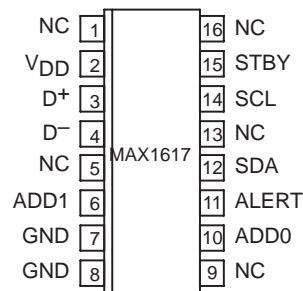 NC 1 16 NC
VDD 2 15 STBY
D+ 3 14 SCL
D− 4 13 NC
NC 5 MAX1617 12 SDA
ADD1 6 11 ALERT
GND 7 10 ADD0
GND 8 9 NC